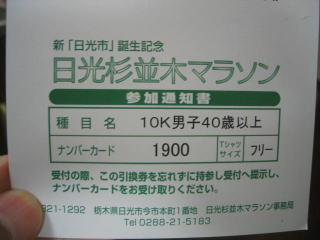 新「日光市」誕生記念
日光杉並木マラソン
参加通知書
種目名 10K男子40歳以上
ナンバーカード 1900 Tシャツサイズ フリー
受付の際、この引換券を忘れずに持参し受付へ提示し、
ナンバーカードをお受け取りください。
321-1292 栃木県日光市今市本町1番地 日光杉並木マラソン事務局
Tel 0288-21-5183